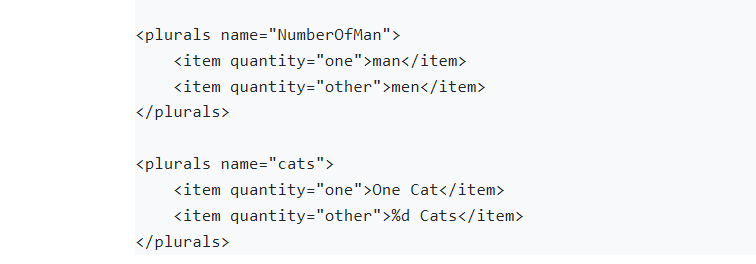 <plurals name="NumberOfMan">
    <item quantity="one">man</item>
    <item quantity="other">men</item>
</plurals>

<plurals name="cats">
    <item quantity="one">One Cat</item>
    <item quantity="other">%d Cats</item>
</plurals>